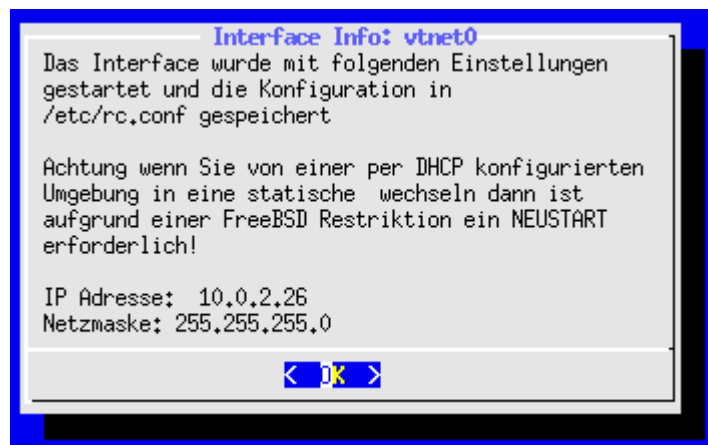 Interface Info: vtnet0
Das Interface wurde mit folgenden Einstellungen
gestartet und die Konfiguration in
/etc/rc.conf gespeichert
Achtung wenn Sie von einer per DHCP konfigurierten
Umgebung in eine statische  wechseln dann ist
aufgrund einer FreeBSD Restriktion ein NEUSTART
erforderlich!
IP Adresse:  10.0.2.26
Netzmaske: 255.255.255.0
<  OK  >